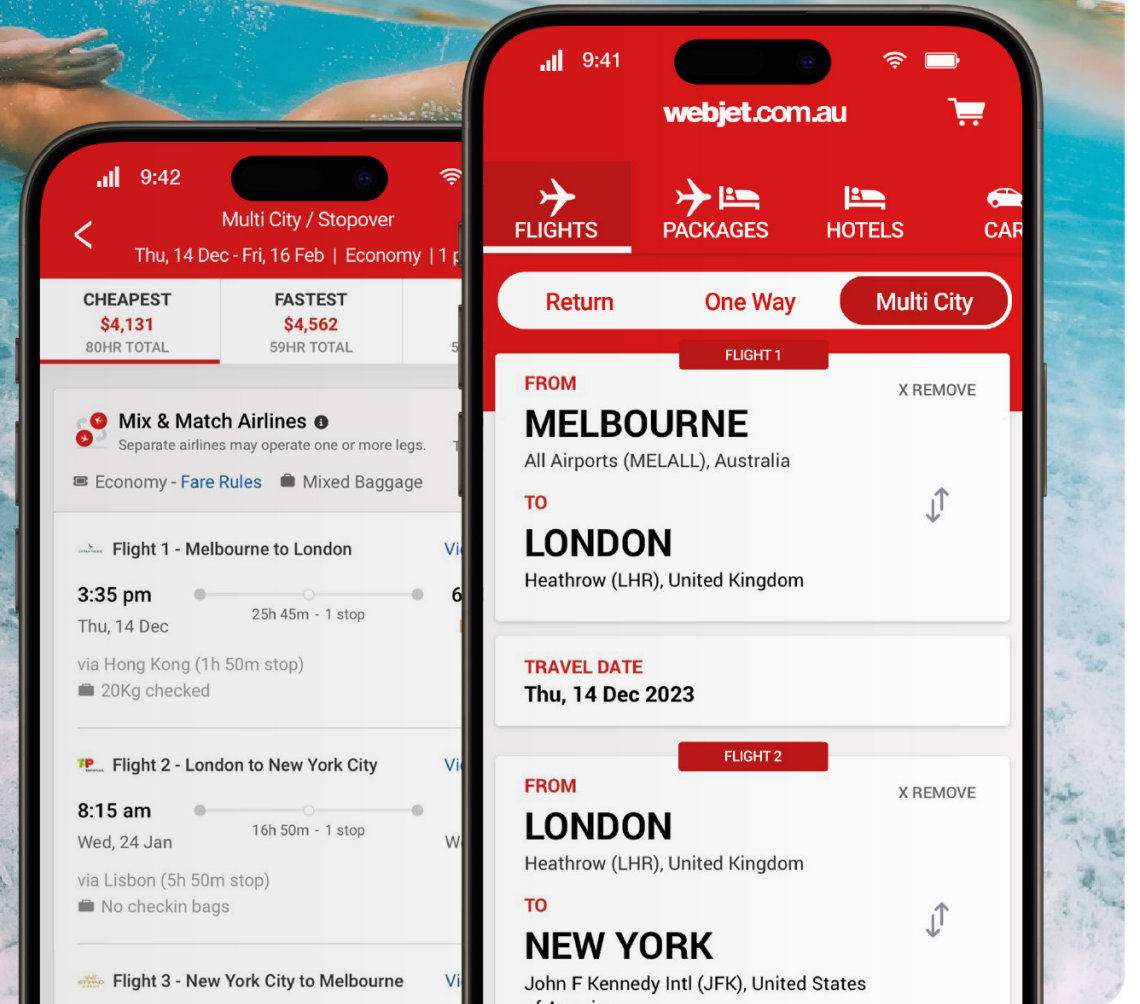 9:42
Multi City / Stopover
Thu, 14 Dec - Fri, 16 Feb | Economy | 1
CHEAPEST
$4,131
80HR TOTAL
FASTEST
$4,562
59HR TOTAL
5
Mix & Match Airlines
Separate airlines may operate one or more legs.
Economy - Fare Rules Mixed Baggage
Flight 1 - Melbourne to London
3:35 pm
6
Thu, 14 Dec
25h 45m - 1 stop
via Hong Kong (1h 50m stop)
20Kg checked
TP
Flight 2 - London to New York City
8:15 am
Wed, 24 Jan
16h 50m - 1 stop
via Lisbon (5h 50m stop)
No checkin bags
ETIHAD
Flight 3 - New York City to Melbourne
9:41
webjet.com.au
FLIGHTS
PACKAGES
HOTELS
CAR
Return
One Way
Multi City
FLIGHT 1
FROM
X REMOVE
MELBOURNE
All Airports (MELALL), Australia
TO
LONDON
Heathrow (LHR), United Kingdom
TRAVEL DATE
Thu, 14 Dec 2023
FLIGHT 2
FROM
X REMOVE
LONDON
Heathrow (LHR), United Kingdom
TO
NEW YORK
John F Kennedy Intl (JFK), United States